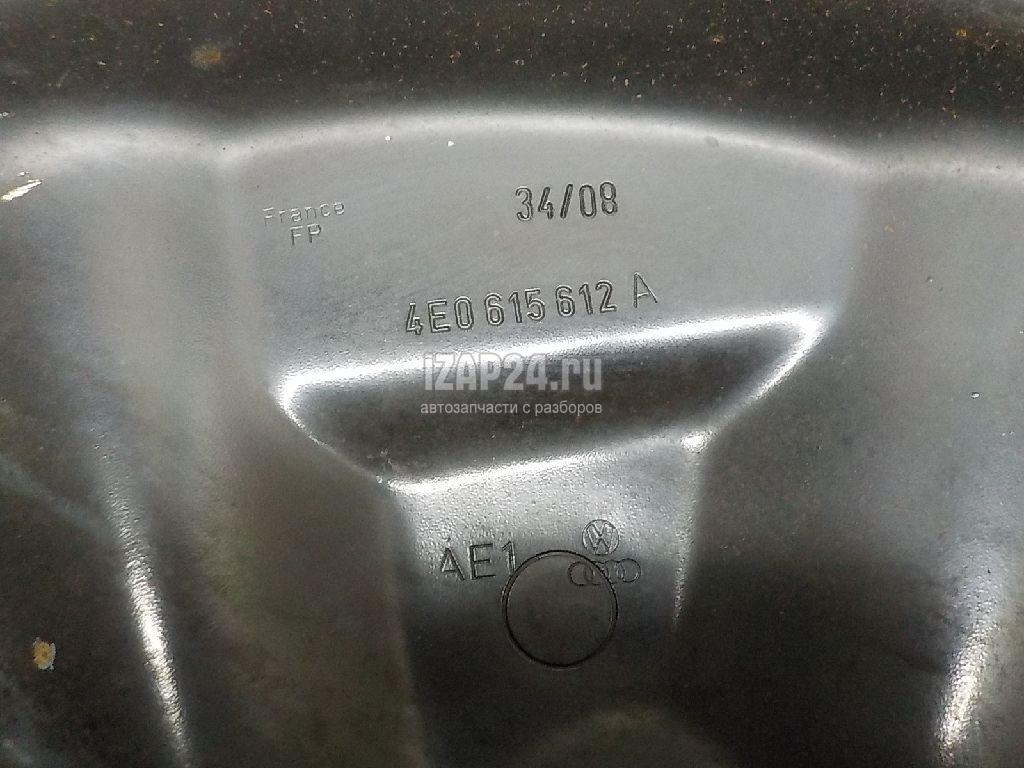 34/08
France
FP
4E0 615 612 A
iZAP24.ru
автозапчасти с разборов
AE1